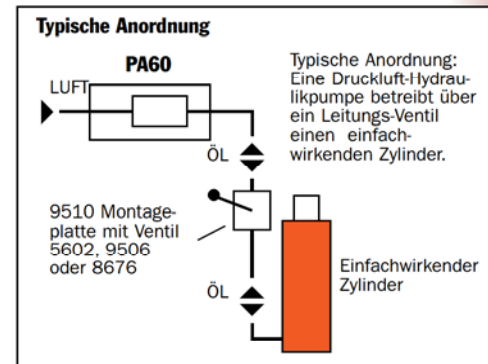 Typische Anordnung
PA60
LUFT
Typische Anordnung:
Eine Druckluft-Hydrau-
likpumpe betreibt über
ein Leitungs-Ventil
einen einfach-
wirkenden Zylinder.
ÖL
9510 Montage-
platte mit Ventil
5602, 9506
oder 8676
ÖL
Einfachwirkender
Zylinder